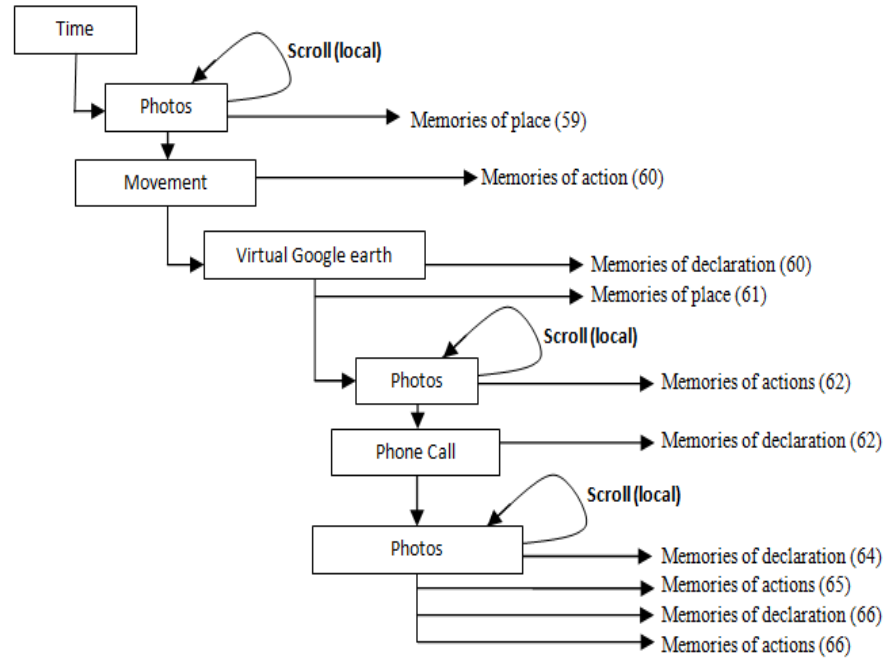 Time
Scroll (local)
Photos
Memories of place (59)
Movement
Memories of action (60)
Virtual Google earth
Memories of declaration (60)
Memories of place (61)
Scroll (local)
Photos
Memories of actions (62)
Phone Call
Memories of declaration (62)
Scroll (local)
Photos
Memories of declaration (64)
Memories of actions (65)
Memories of declaration (66)
Memories of actions (66)